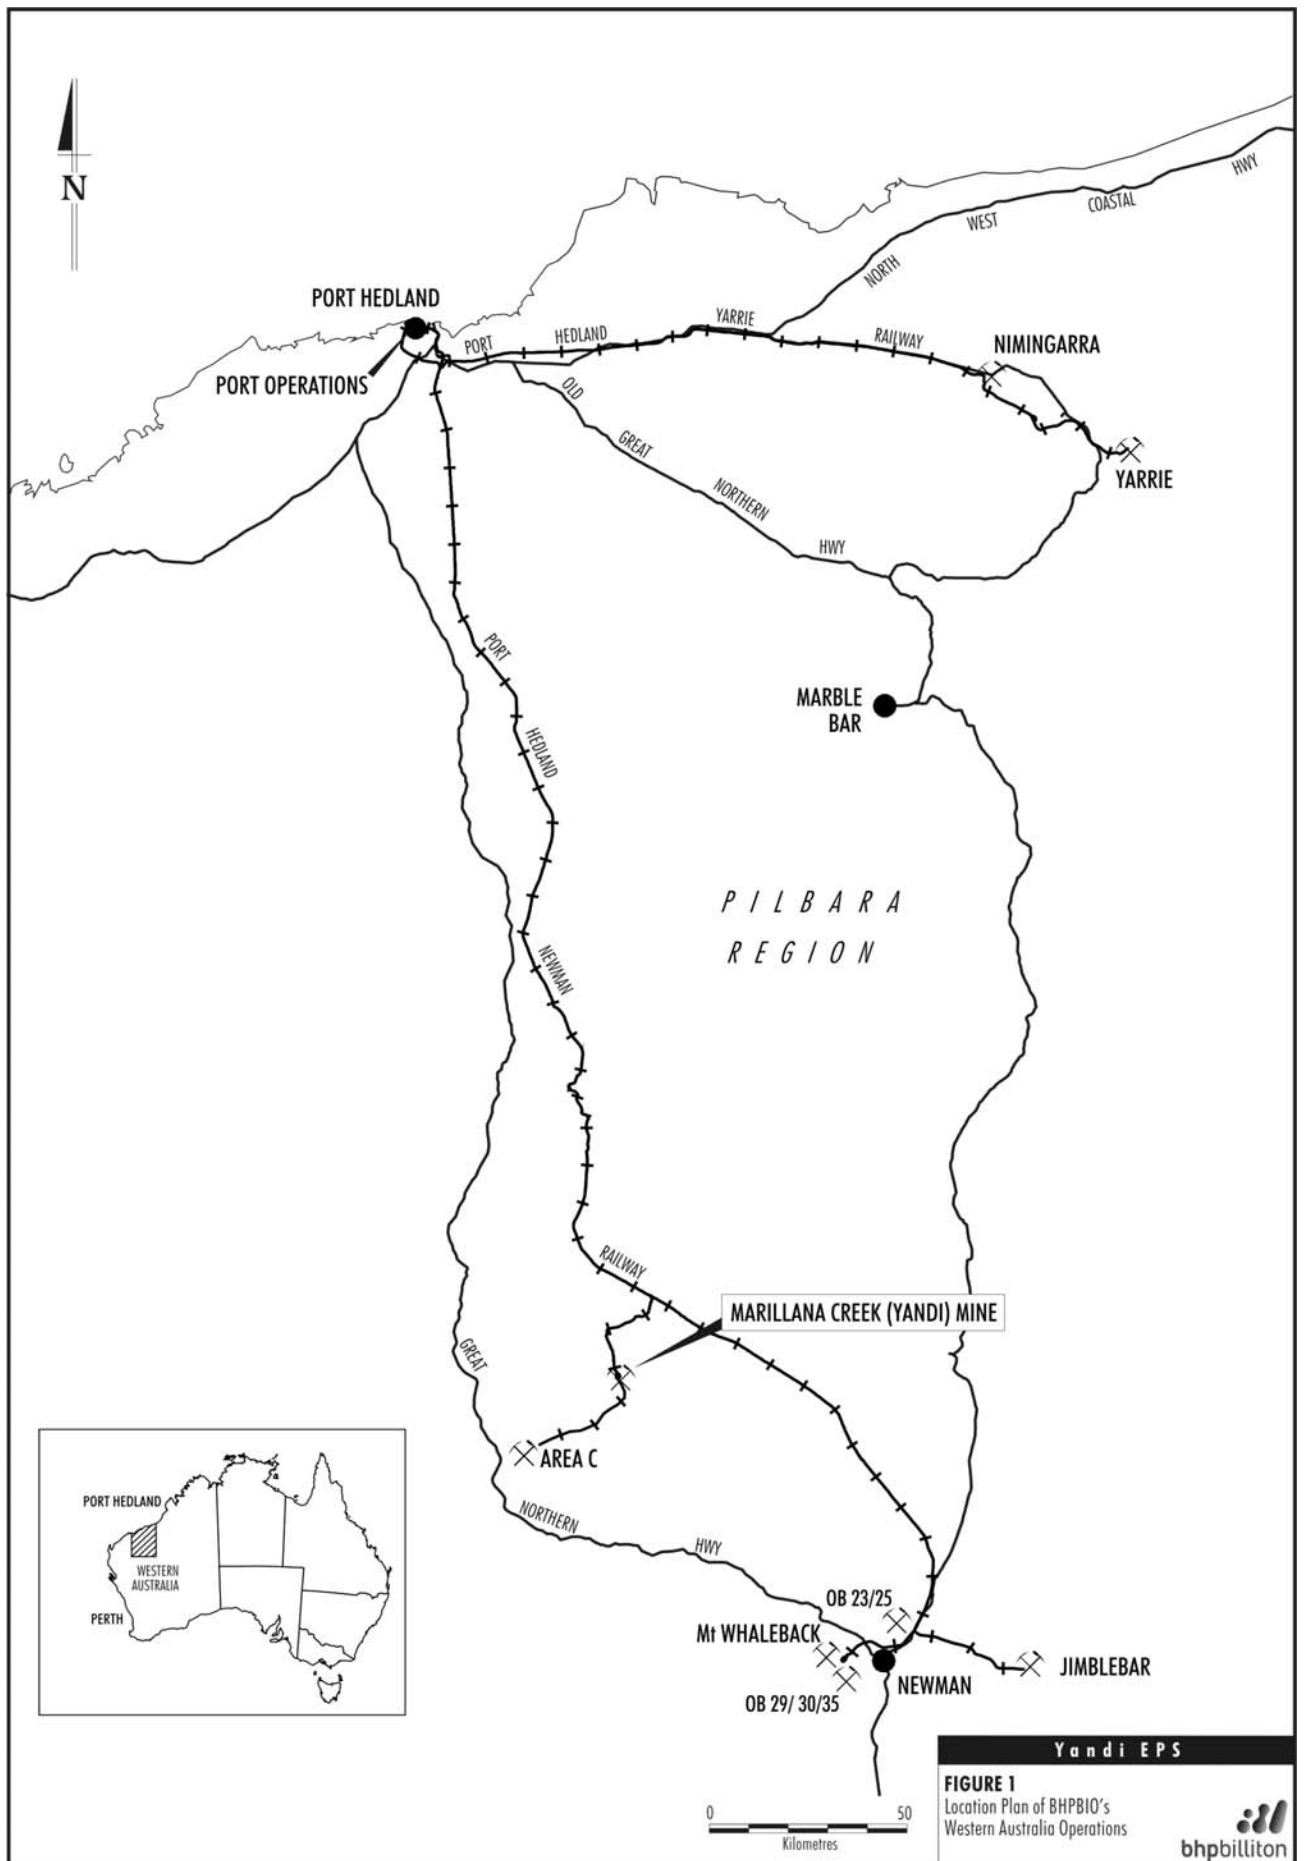 N
HWY
COASTAL
WEST
NORTH
PORT HEDLAND
YARRIE
HEDLAND
PORT
RAILWAY
NIMINGARRA
PORT OPERATIONS
OLD
GREAT
YARRIE
NORTHERN
HWY
PORT
MARBLE
BAR
HEDLAND
PILBARA
REGION
NEWMAN
RAILWAY
MARILLANA CREEK (YANDI) MINE
GREAT
AREA C
PORT HEDLAND
NORTHERN
HWY
WESTERN
AUSTRALIA
PERTH
OB 23/25
Mt WHALEBACK
JIMBLEBAR
NEWMAN
OB 29/ 30/35
Yandi EPS
FIGURE 1
Location Plan of BHPBIO's
Western Australia Operations
0 50
Kilometres
bhpbilliton